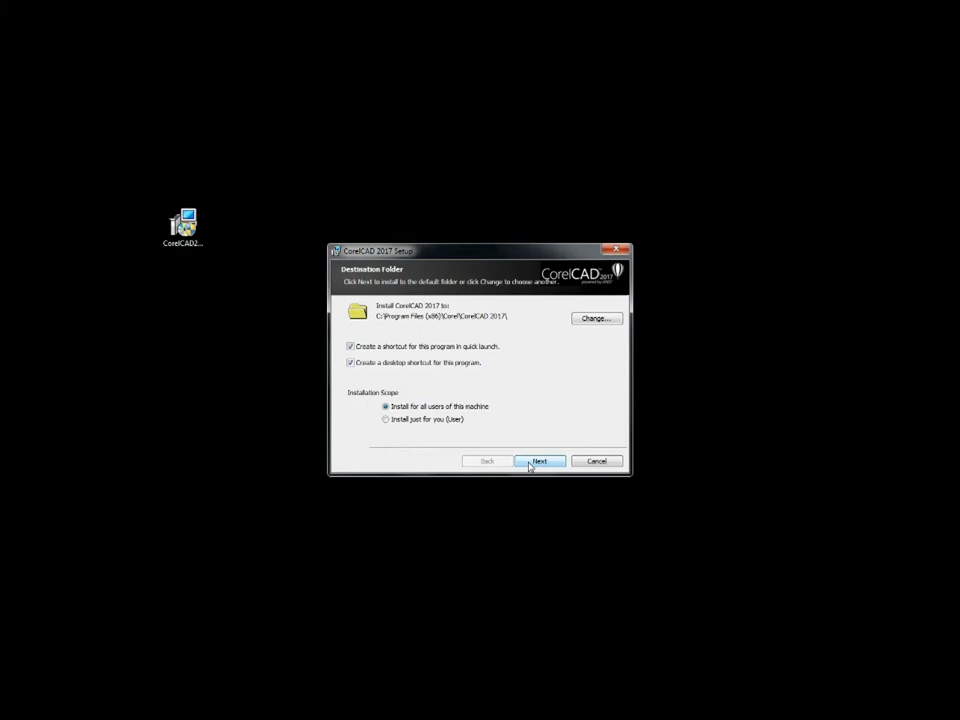 CorelCAD2...
CorelCAD 2017 Setup
Destination Folder
Click Next to install to the default folder or click Change to choose another.
CorelCAD 2017
powered by ARES
Install CorelCAD 2017 to:
C:\Program Files (x86)\Corel\CorelCAD 2017\
Change...
Create a shortcut for this program in quick launch.
Create a desktop shortcut for this program.
Installation Scope
Install for all users of this machine
Install just for you (User)
Back
Next
Cancel